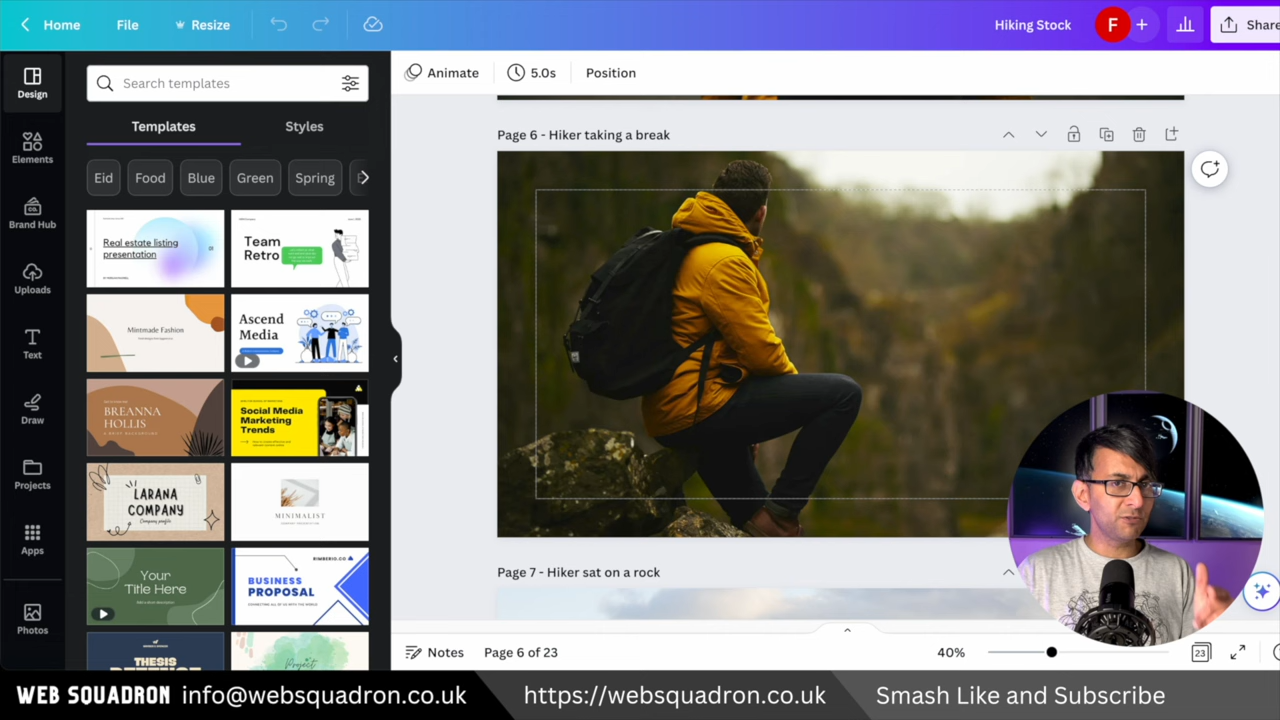 Home
File
Resize
Hiking Stock
F
+
Share
Design
Elements
Brand Hub
Uploads
Text
Draw
Projects
Apps
Photos
Search templates
Templates
Styles
Eid
Food
Blue
Green
Spring
Real estate listing
presentation
Team
Retro
Mintmade Fashion
Ascend
Media
BREANNA
HOLLIS
Social Media
Marketing
Trends
LARANA
COMPANY
Company profile
MINIMALIST
Your
Title Here
RIMBERIO.CO
BUSINESS
PROPOSAL
THESIS
Project
Animate
5.0s
Position
Page 6 - Hiker taking a break
Page 7 - Hiker sat on a rock
Notes
Page 6 of 23
40%
23
WEB SQUADRON
info@websquadron.co.uk
https://websquadron.co.uk
Smash Like and Subscribe